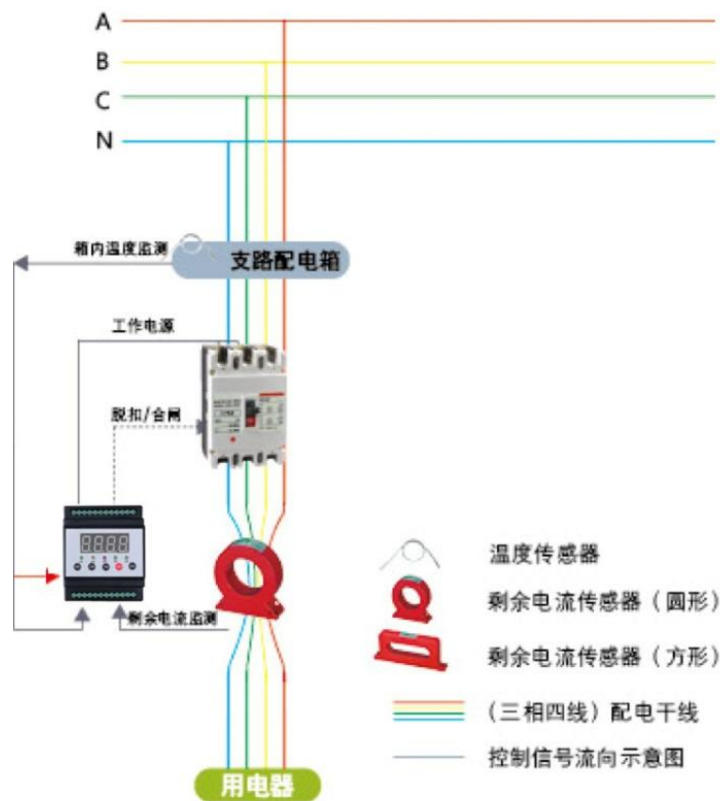 A
B
C
N
箱内温度监测
支路配电箱
工作电源
脱扣/合闸
8888
剩余电流监测
用电器
温度传感器
剩余电流传感器（圆形）
剩余电流传感器（方形）
（三相四线）配电干线
控制信号流向示意图